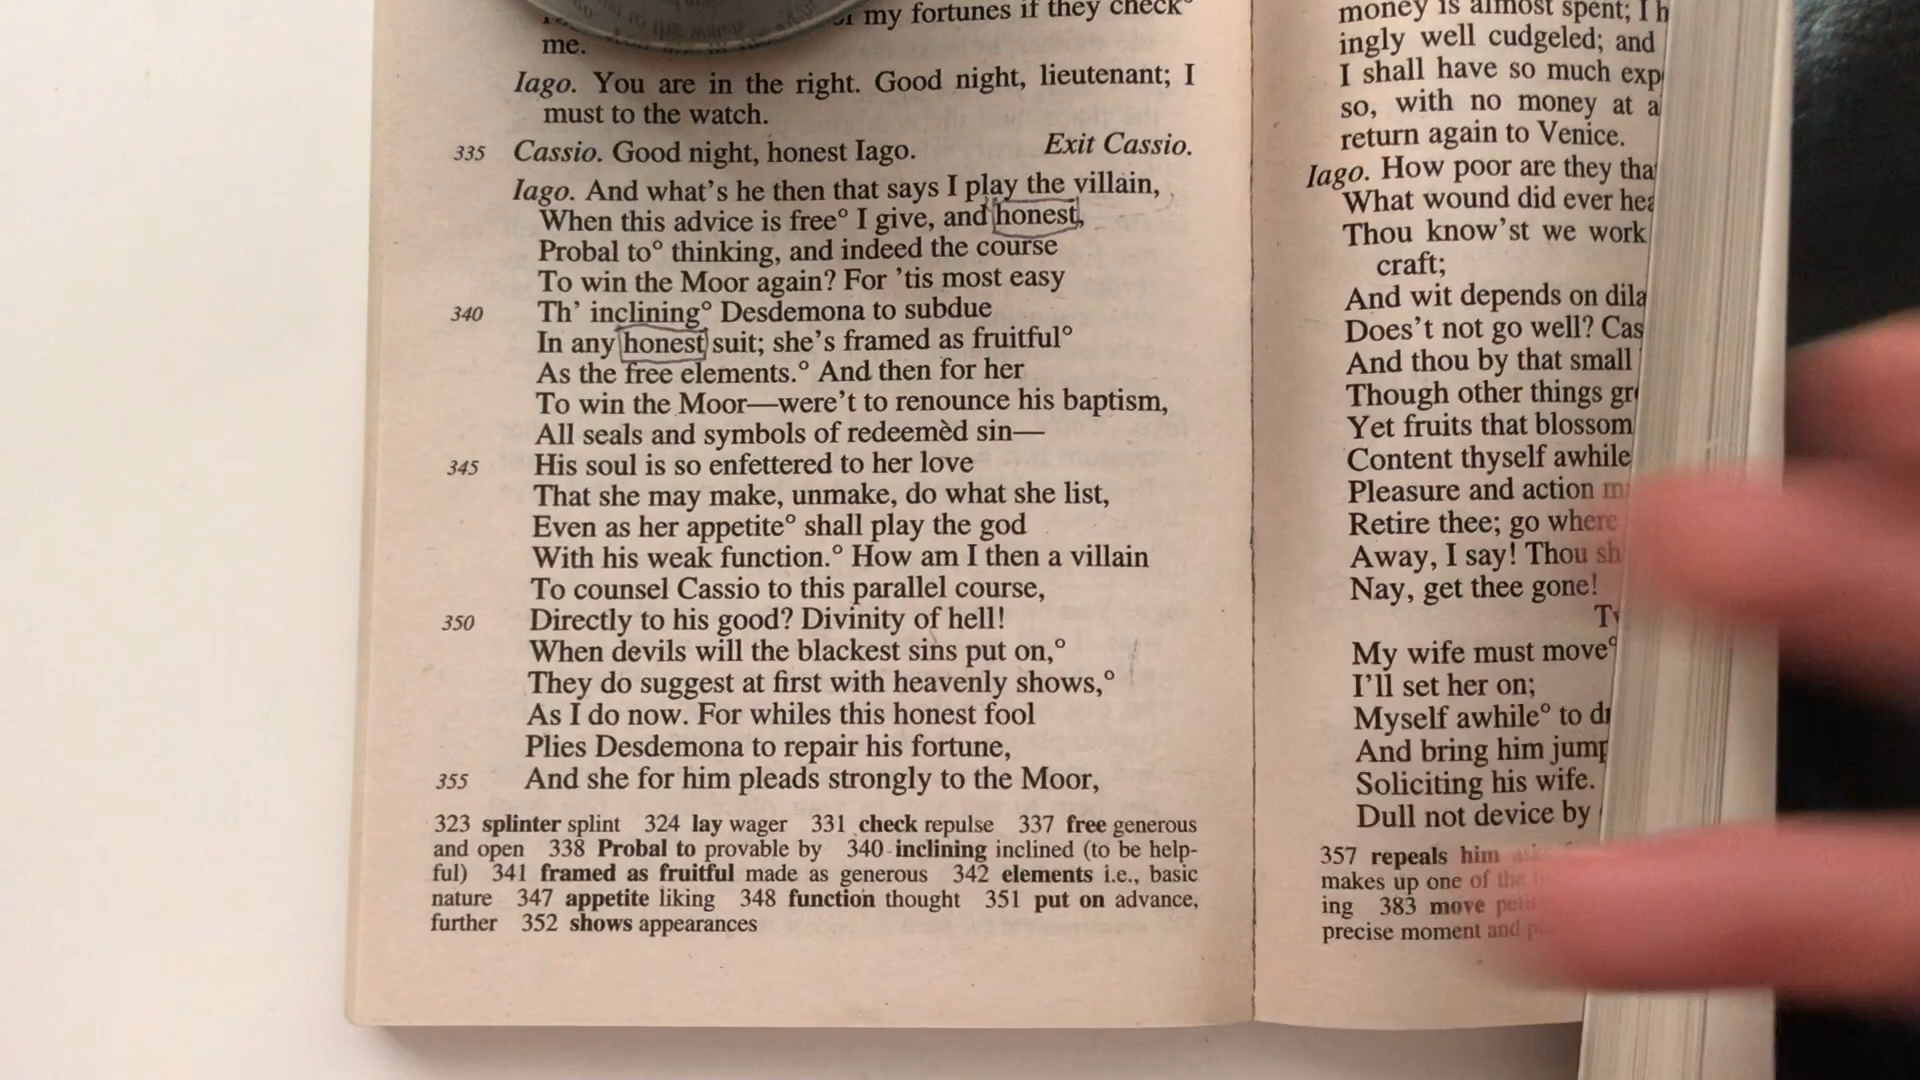 my fortunes if they check°
me.
Iago. You are in the right. Good night, lieutenant; I
must to the watch.
335 Cassio. Good night, honest Iago. Exit Cassio.
Iago. And what's he then that says I play the villain,
When this advice is free° I give, and honest,
Probal to° thinking, and indeed the course
To win the Moor again? For 'tis most easy
340 Th' inclining° Desdemona to subdue
In any honest suit; she's framed as fruitful°
As the free elements.° And then for her
To win the Moor—were't to renounce his baptism,
All seals and symbols of redeemèd sin—
345 His soul is so enfettered to her love
That she may make, unmake, do what she list,
Even as her appetite° shall play the god
With his weak function.° How am I then a villain
To counsel Cassio to this parallel course,
350 Directly to his good? Divinity of hell!
When devils will the blackest sins put on,°
They do suggest at first with heavenly shows,°
As I do now. For whiles this honest fool
Plies Desdemona to repair his fortune,
355 And she for him pleads strongly to the Moor,
323 splinter splint 324 lay wager 331 check repulse 337 free generous
and open 338 Probal to provable by 340 inclining inclined (to be help-
ful) 341 framed as fruitful made as generous 342 elements i.e., basic
nature 347 appetite liking 348 function thought 351 put on advance,
further 352 shows appearances
money is almost spent; I
ingly well cudgeled; and
I shall have so much
so, with no money at
return again to Venice.
Iago. How poor are they
What wound did ever
Thou know'st we work
craft;
And wit depends on
Does't not go well?
And thou by that small
Though other things
Yet fruits that blossom
Content thyself awhile
Pleasure and action
Retire thee; go where
Away, I say! Thou
Nay, get thee gone!
My wife must move°
I'll set her on;
Myself awhile° to
And bring him jump
Soliciting his wife.
Dull not device by
357 repeals him
makes up one of the
ing 383 move
precise moment and